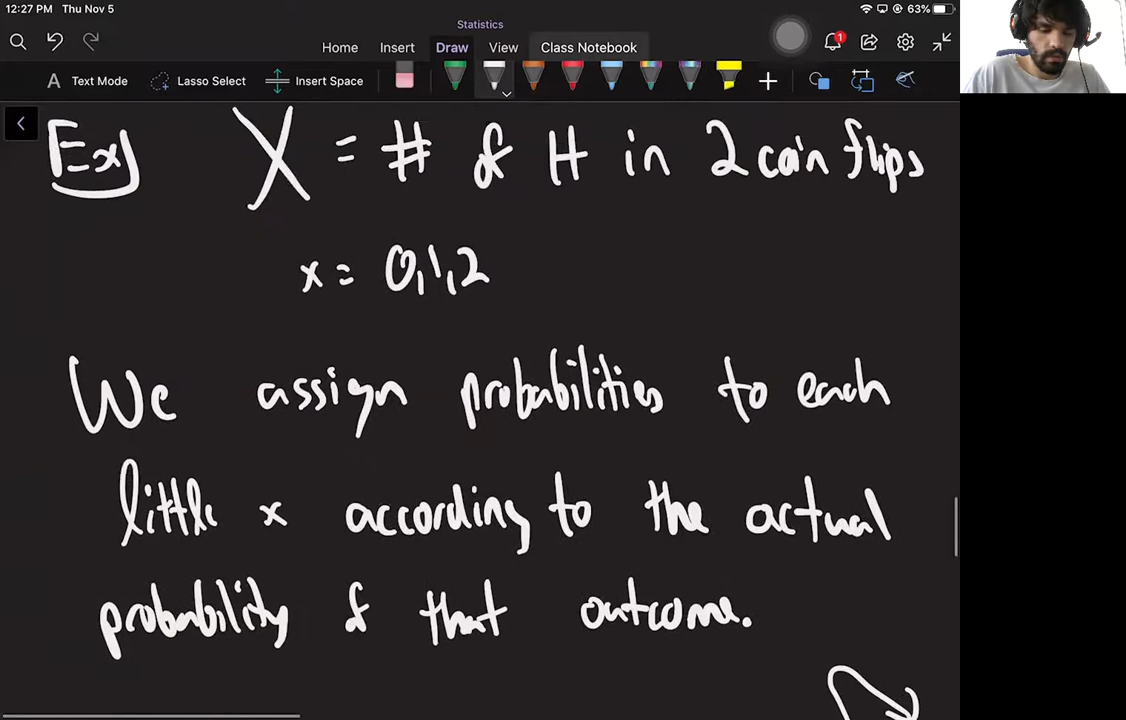 12:27 PM Thu Nov 5
63%
Statistics
Home Insert Draw View Class Notebook
1
Text Mode Lasso Select Insert Space
Ex) X = # of H in 2 coin flips
x = 0,1,2
We assign probabilities to each
little x according to the actual
probability of that outcome.